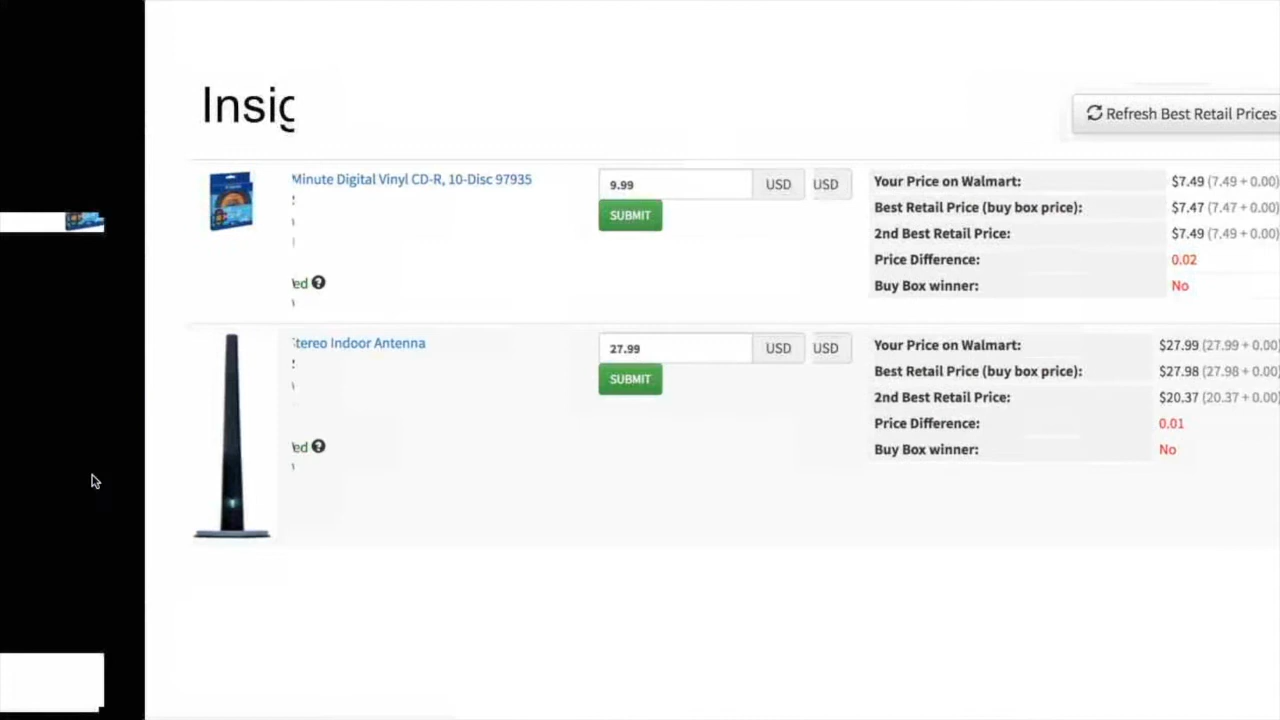 Insig
Refresh Best Retail Prices
Minute Digital Vinyl CD-R, 10-Disc 97935
9.99 USD USD
SUBMIT
ed
Your Price on Walmart: $7.49 (7.49 + 0.00)
Best Retail Price (buy box price): $7.47 (7.47 + 0.00)
2nd Best Retail Price: $7.49 (7.49 + 0.00)
Price Difference: 0.02
Buy Box winner: No
tereo Indoor Antenna
27.99 USD USD
SUBMIT
ed
Your Price on Walmart: $27.99 (27.99 + 0.00)
Best Retail Price (buy box price): $27.98 (27.98 + 0.00)
2nd Best Retail Price: $20.37 (20.37 + 0.00)
Price Difference: 0.01
Buy Box winner: No